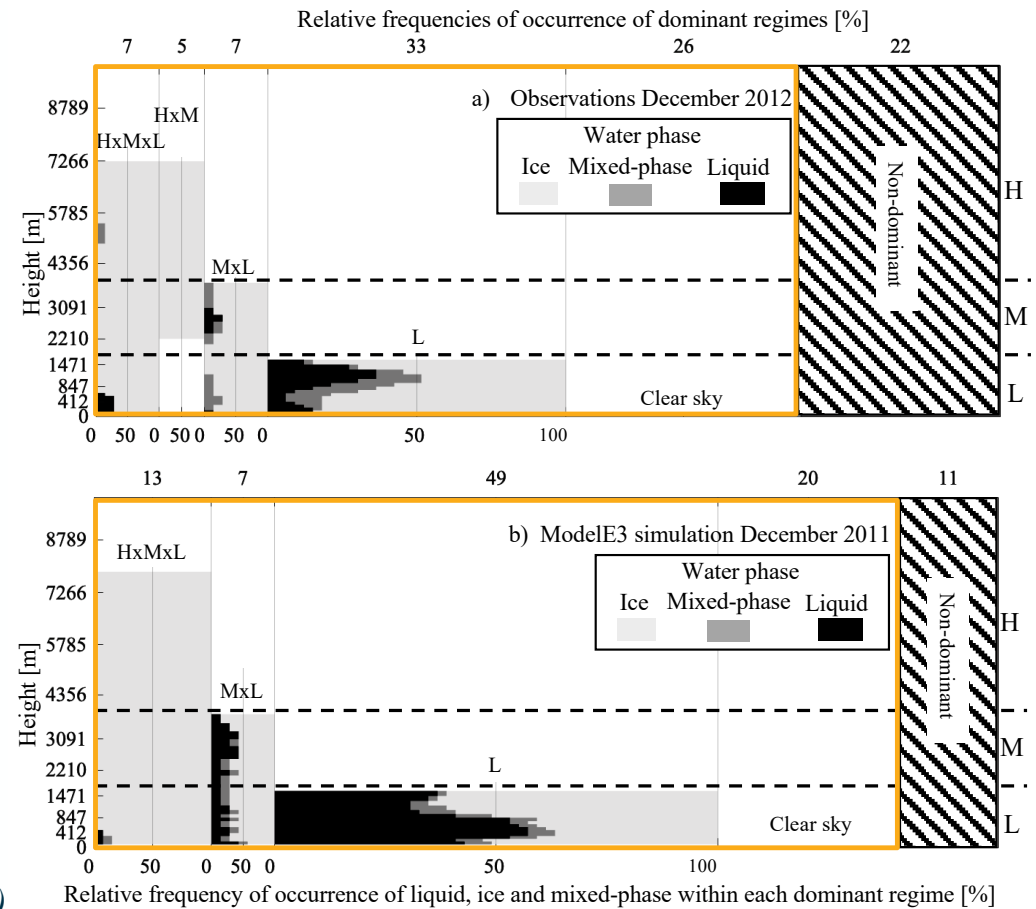 Relative frequencies of occurrence of dominant regimes [%]
7 5 7 33 26 22
a) Observations December 2012
Water phase
Ice Mixed-phase Liquid
HxM
HxMxL
MxL
L
Clear sky
Non-dominant
H
M
L
Height [m]
8789
7266
5785
4356
3091
2210
1471
847
412
0
0 50 0 50 0 50 0 50 100
13 7 49 20 11
b) ModelE3 simulation December 2011
Water phase
Ice Mixed-phase Liquid
HxMxL
MxL
L
Clear sky
Non-dominant
H
M
L
Height [m]
8789
7266
5785
4356
3091
2210
1471
847
412
0
0 50 0 50 0 50 100
Relative frequency of occurrence of liquid, ice and mixed-phase within each dominant regime [%]